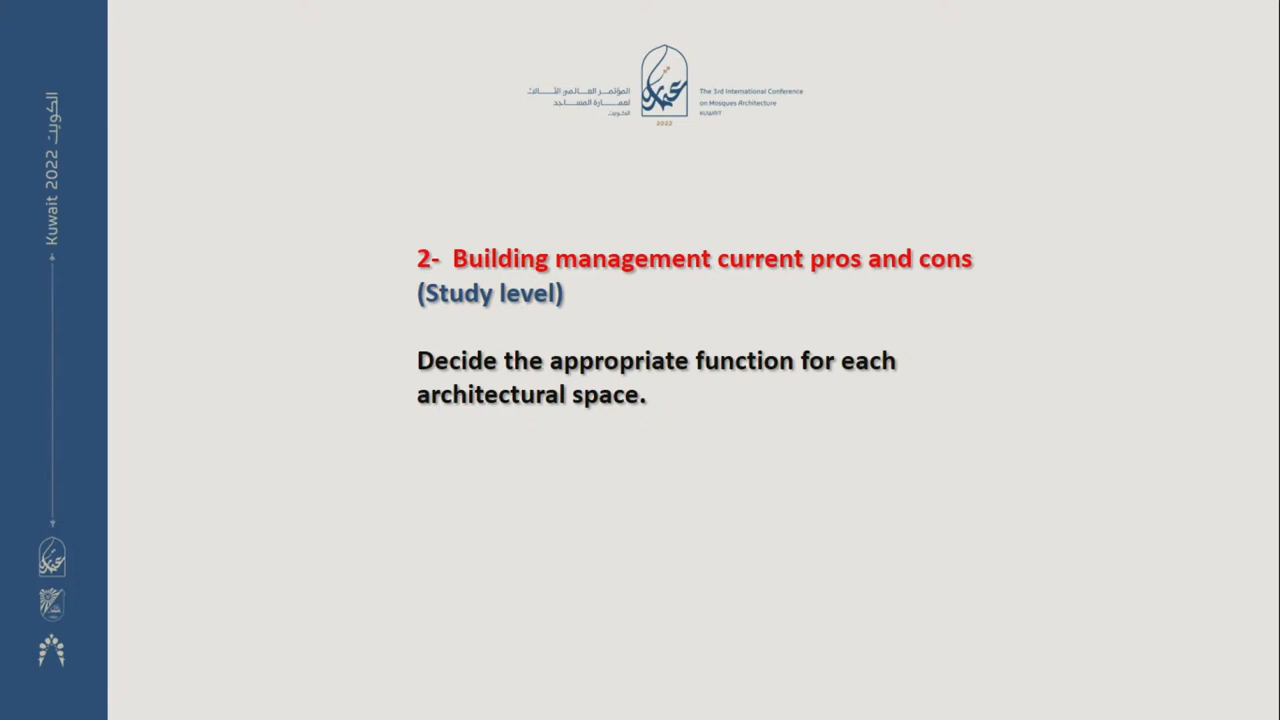 المؤتمر العالمي الثالث
لعمارة المساجد
الكويت
2022
The 3rd International Conference
on Mosques Architecture
KUWAIT
Kuwait 2022 الكويت
2- Building management current pros and cons
(Study level)
Decide the appropriate function for each
architectural space.